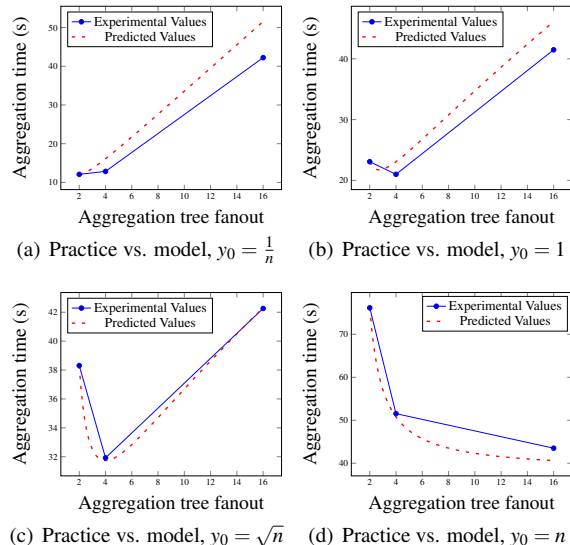 Experimental Values
Predicted Values
Aggregation time (s)
50
40
30
20
10
2 4 6 8 10 12 14 16
Aggregation tree fanout
(a) Practice vs. model, y₀ = 1/n
Experimental Values
Predicted Values
Aggregation time (s)
40
30
20
2 4 6 8 10 12 14 16
Aggregation tree fanout
(b) Practice vs. model, y₀ = 1
Experimental Values
Predicted Values
Aggregation time (s)
42
40
38
36
34
32
2 4 6 8 10 12 14 16
Aggregation tree fanout
(c) Practice vs. model, y₀ = √n
Experimental Values
Predicted Values
Aggregation time (s)
70
60
50
40
2 4 6 8 10 12 14 16
Aggregation tree fanout
(d) Practice vs. model, y₀ = n